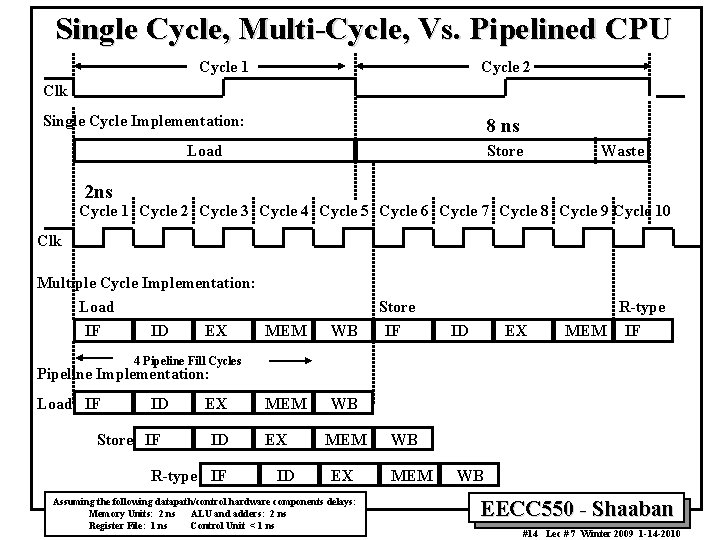 Single Cycle, Multi-Cycle, Vs. Pipelined CPU
Cycle 1 Cycle 2
Clk
Single Cycle Implementation: 8 ns
Load Store Waste
2ns
Cycle 1 Cycle 2 Cycle 3 Cycle 4 Cycle 5 Cycle 6 Cycle 7 Cycle 8 Cycle 9 Cycle 10
Clk
Multiple Cycle Implementation:
Load Store R-type
IF ID EX MEM WB IF ID EX MEM IF
4 Pipeline Fill Cycles
Pipeline Implementation:
Load IF ID EX MEM WB
Store IF ID EX MEM WB
R-type IF ID EX MEM WB
Assuming the following datapath/control hardware components delays:
Memory Units: 2 ns ALU and adders: 2 ns
Register File: 1 ns Control Unit < 1 ns
EECC550 - Shaaban
#14 Lec # 7 Winter 2009 1-14-2010